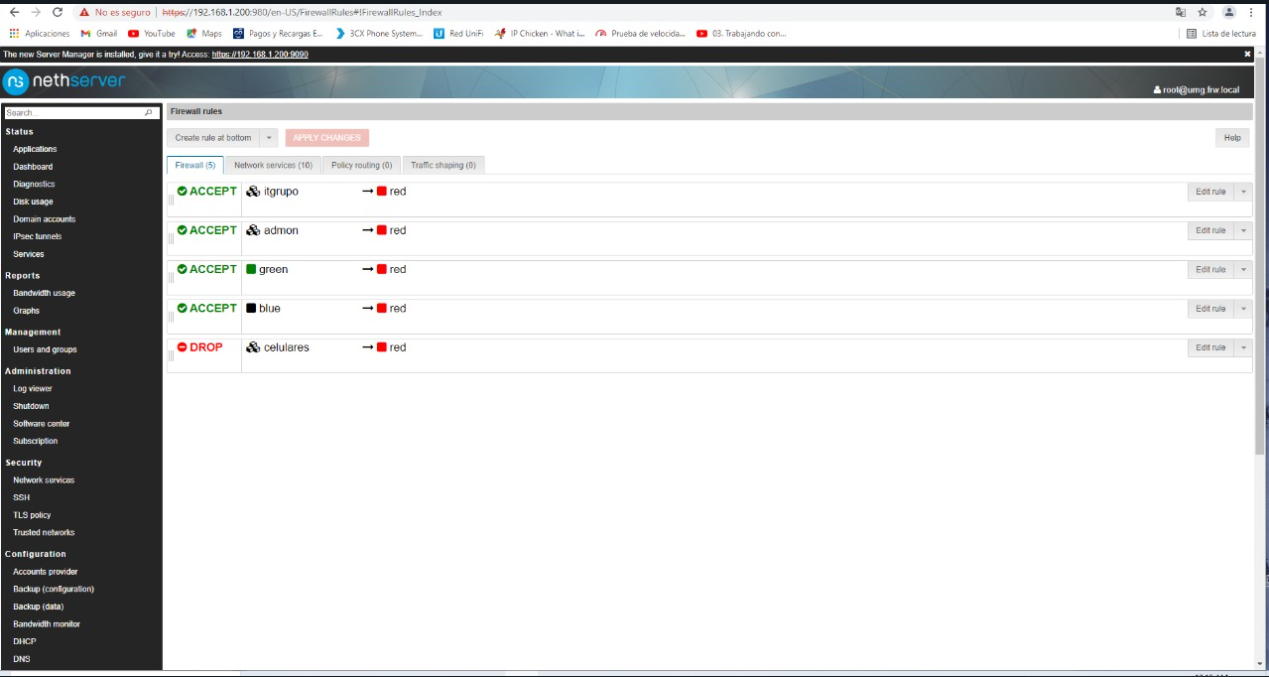 No es seguro | https://192.168.1.200:980/en-US/FirewallRules#!FirewallRules_Index
Aplicaciones Gmail YouTube Maps Pagos y Recargas E... 3CX Phone System... Red UniFi IP Chicken - What i... Prueba de velocida... 03. Trabajando con... Lista de lectura
The new Server Manager is installed, give it a try! Access: https://192.168.1.200:9090
nethserver
root@umg.frw.local
Search...
Status
Applications
Dashboard
Diagnostics
Disk usage
Domain accounts
IPsec tunnels
Services
Reports
Bandwidth usage
Graphs
Management
Users and groups
Administration
Log viewer
Shutdown
Software center
Subscription
Security
Network services
SSH
TLS policy
Trusted networks
Configuration
Accounts provider
Backup (configuration)
Backup (data)
Bandwidth monitor
DHCP
DNS
Firewall rules
Create rule at bottom APPLY CHANGES Help
Firewall (5) Network services (10) Policy routing (0) Traffic shaping (0)
ACCEPT itgrupo → red Edit rule
ACCEPT admon → red Edit rule
ACCEPT green → red Edit rule
ACCEPT blue → red Edit rule
DROP celulares → red Edit rule